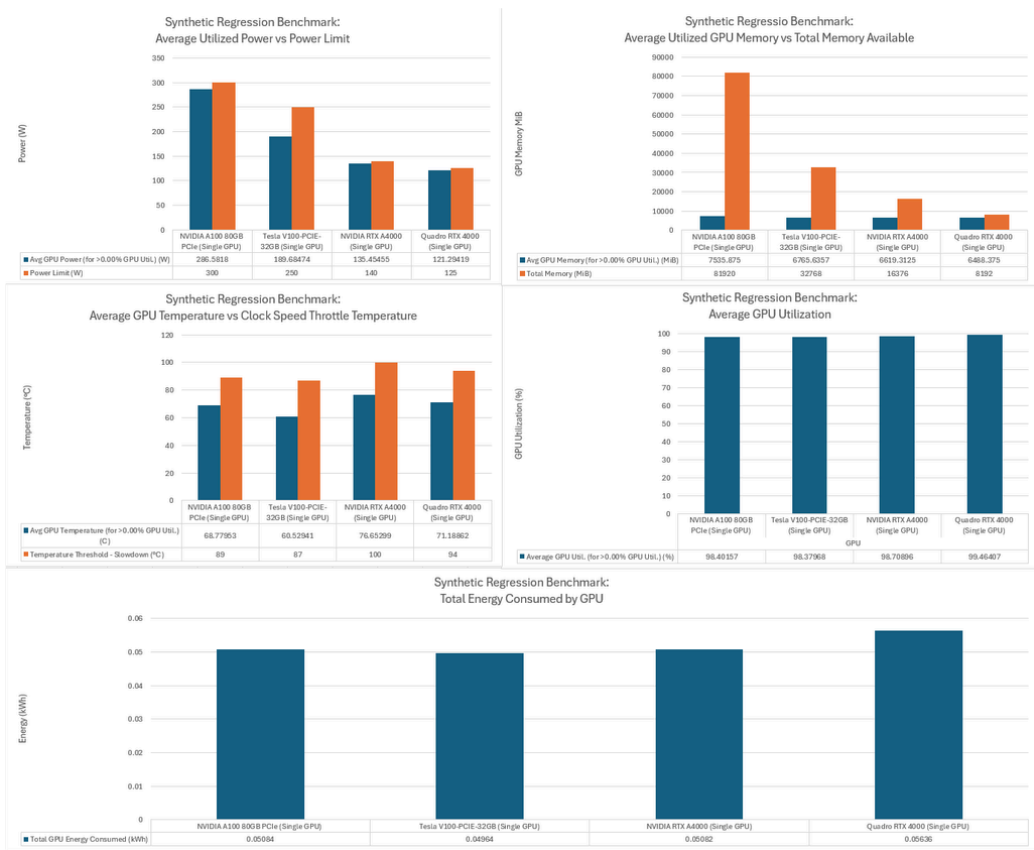 Synthetic Regression Benchmark:
Average Utilized Power vs Power Limit
350
300
250
200
150
100
50
0
Power (W)
NVIDIA A100 80GB PCIe (Single GPU)
Tesla V100-PCIE-32GB (Single GPU)
NVIDIA RTX A4000 (Single GPU)
Quadro RTX 4000 (Single GPU)
Avg GPU Power (for >0.00% GPU Util.) (W) 286.5818 189.68474 135.45455 121.29419
Power Limit (W) 300 250 140 125
Synthetic Regressio Benchmark:
Average Utilized GPU Memory vs Total Memory Available
90000
80000
70000
60000
50000
40000
30000
20000
10000
0
GPU Memory MiB
NVIDIA A100 80GB PCIe (Single GPU)
Tesla V100-PCIE-32GB (Single GPU)
NVIDIA RTX A4000 (Single GPU)
Quadro RTX 4000 (Single GPU)
Avg GPU Memory (for >0.00% GPU Util.) (MiB) 7535.875 6765.6357 6619.3125 6488.375
Total Memory (MiB) 81920 32768 16376 8192
Synthetic Regression Benchmark:
Average GPU Temperature vs Clock Speed Throttle Temperature
120
100
80
60
40
20
0
Temperature (ºC)
NVIDIA A100 80GB PCIe (Single GPU)
Tesla V100-PCIE-32GB (Single GPU)
NVIDIA RTX A4000 (Single GPU)
Quadro RTX 4000 (Single GPU)
Avg GPU Temperature (for >0.00% GPU Util.) (C) 68.77953 60.52941 76.65299 71.18862
Temperature Threshold - Slowdown (ºC) 89 87 100 94
Synthetic Regression Benchmark:
Average GPU Utilization
100
90
80
70
60
50
40
30
20
10
0
GPU Utilization (%)
NVIDIA A100 80GB PCIe (Single GPU)
Tesla V100-PCIE-32GB (Single GPU)
NVIDIA RTX A4000 (Single GPU)
Quadro RTX 4000 (Single GPU)
GPU
Average GPU Util. (for >0.00% GPU Util.) (%) 98.40157 98.37968 98.70896 99.46407
Synthetic Regression Benchmark:
Total Energy Consumed by GPU
0.06
0.05
0.04
0.03
0.02
0.01
0
Energy (kWh)
NVIDIA A100 80GB PCIe (Single GPU)
Tesla V100-PCIE-32GB (Single GPU)
NVIDIA RTX A4000 (Single GPU)
Quadro RTX 4000 (Single GPU)
Total GPU Energy Consumed (kWh) 0.05084 0.04964 0.05082 0.05636